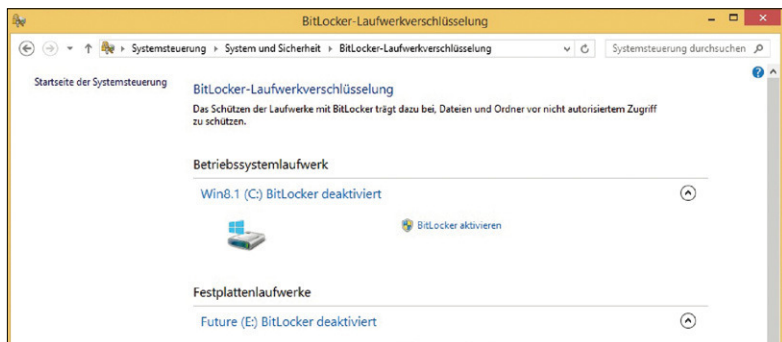 BitLocker-Laufwerkverschlüsselung
Systemsteuerung System und Sicherheit BitLocker-Laufwerkverschlüsselung
Systemsteuerung durchsuchen
Startseite der Systemsteuerung
BitLocker-Laufwerkverschlüsselung
Das Schützen der Laufwerke mit BitLocker trägt dazu bei, Dateien und Ordner vor nicht autorisiertem Zugriff
zu schützen.
Betriebssystemlaufwerk
Win8.1 (C:) BitLocker deaktiviert
BitLocker aktivieren
Festplattenlaufwerke
Future (E:) BitLocker deaktiviert